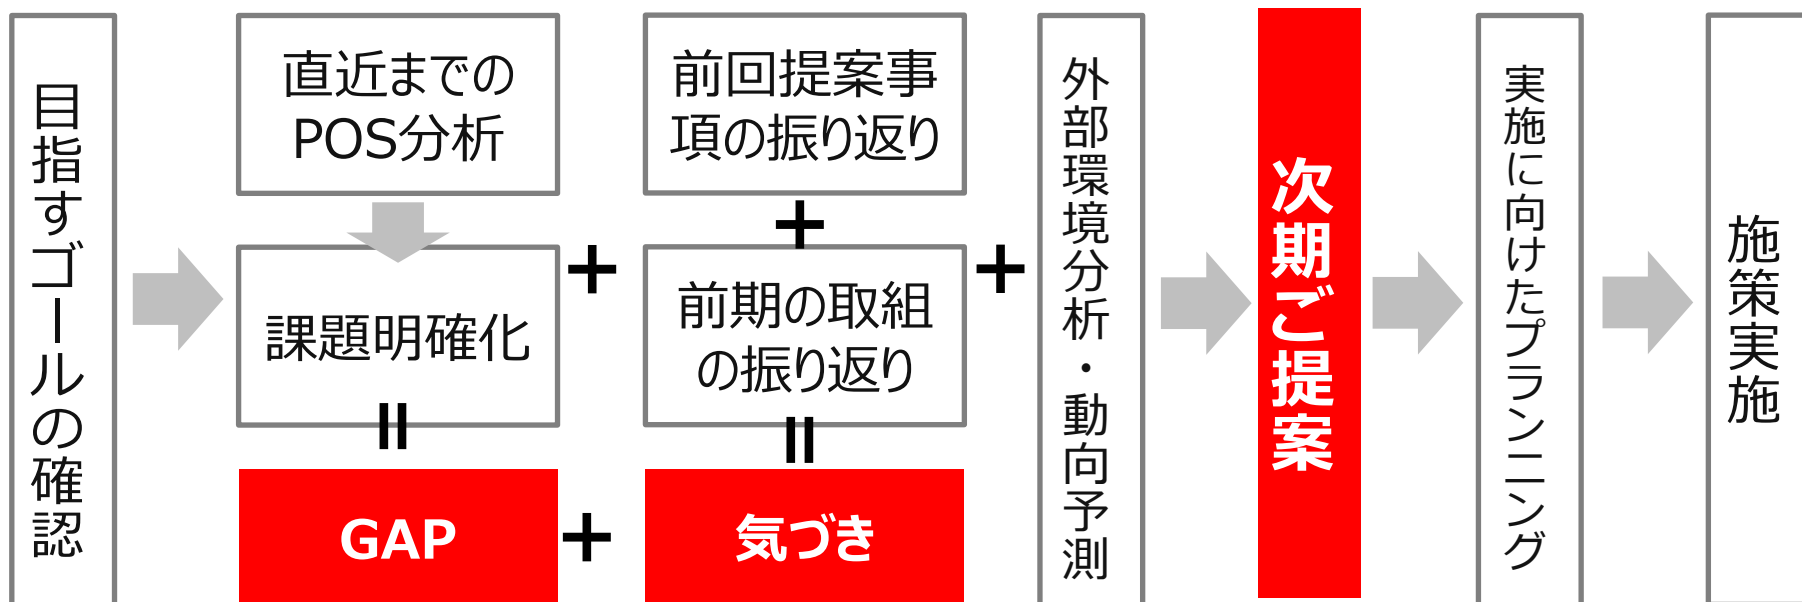 目指すゴールの確認
直近までの
POS分析
課題明確化
GAP
+
前回提案事
項の振り返り
+
前期の取組
の振り返り
気づき
+
+
外部環境分析・動向予測
次期ご提案
実施に向けたプランニング
施策実施